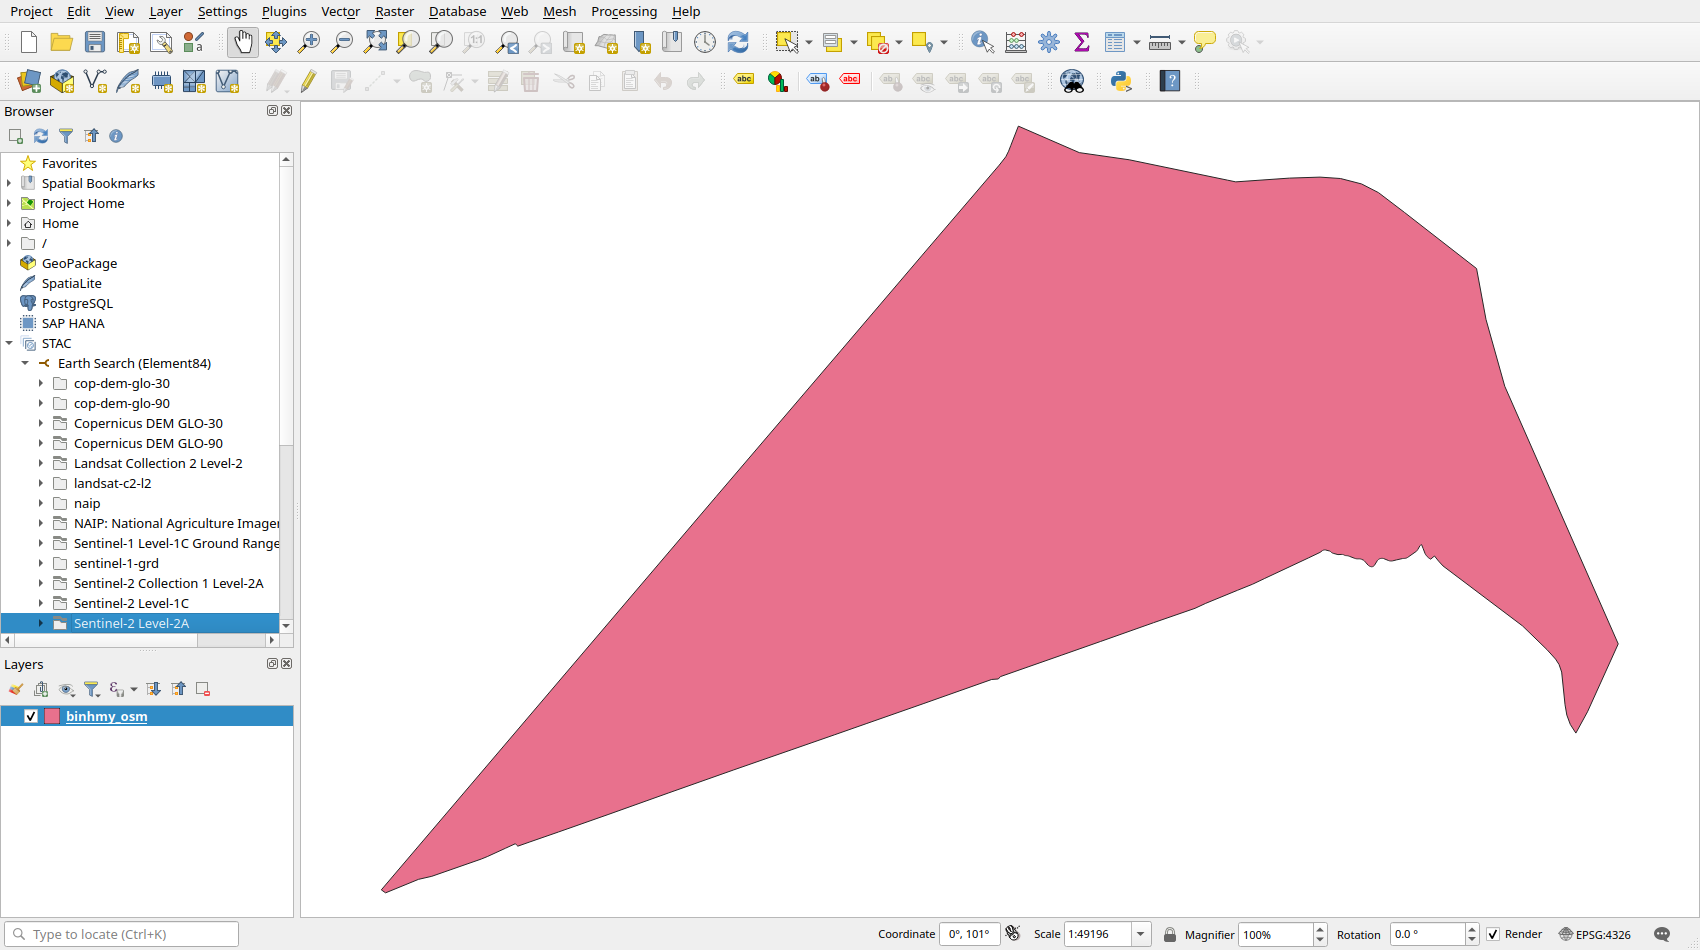 Project Edit View Layer Settings Plugins Vector Raster Database Web Mesh Processing Help
1:1
abc abc abc
Browser
Favorites
Spatial Bookmarks
Project Home
Home
/
GeoPackage
SpatiaLite
PostgreSQL
SAP HANA
STAC
Earth Search (Element84)
cop-dem-glo-30
cop-dem-glo-90
Copernicus DEM GLO-30
Copernicus DEM GLO-90
Landsat Collection 2 Level-2
landsat-c2-l2
naip
NAIP: National Agriculture Imager
Sentinel-1 Level-1C Ground Range
sentinel-1-grd
Sentinel-2 Collection 1 Level-2A
Sentinel-2 Level-1C
Sentinel-2 Level-2A
Layers
binhmy_osm
Type to locate (Ctrl+K) Coordinate 0°, 101° Scale 1:49196 Magnifier 100% Rotation 0.0 ° Render EPSG:4326